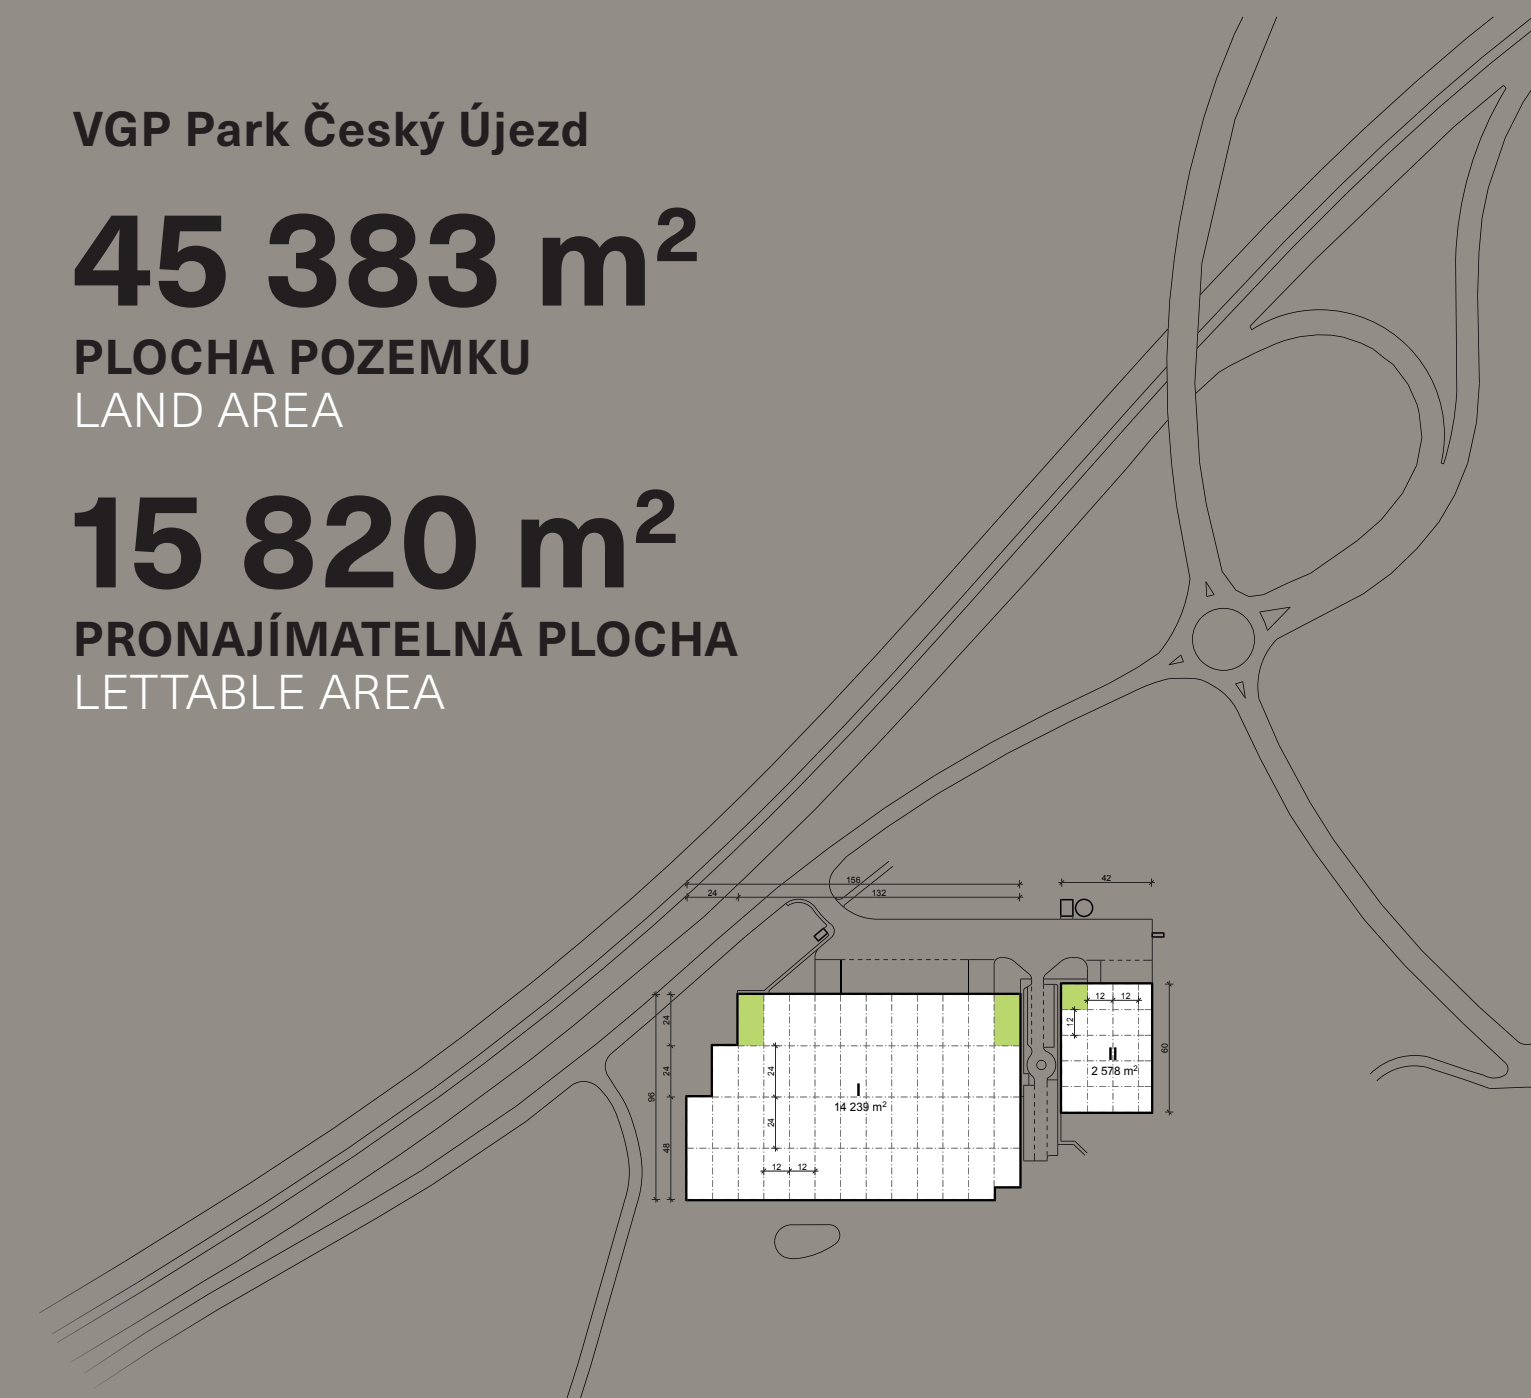 VGP Park Český Újezd
45 383 m²
PLOCHA POZEMKU
LAND AREA
15 820 m²
PRONAJÍMATELNÁ PLOCHA
LETTABLE AREA
156
42
24
132
24
24
96
48
24
24
12
12
I
14 239 m²
12
12
12
II
2 578 m²
60